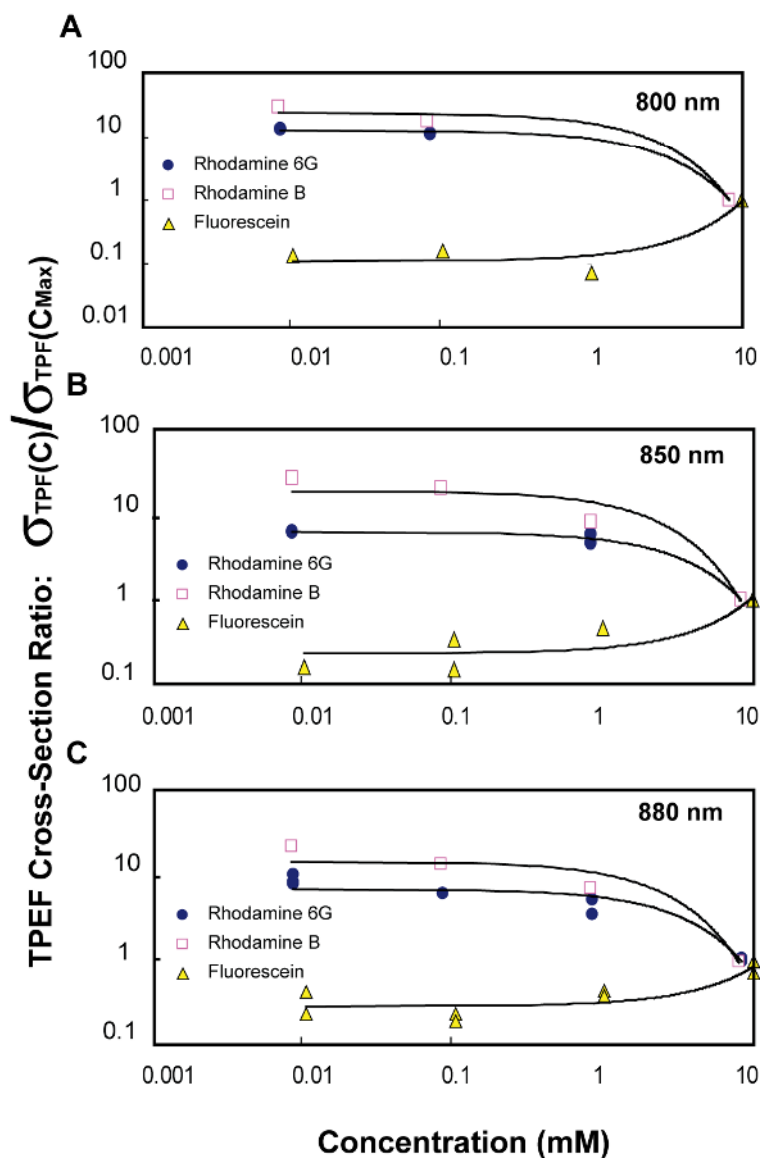 A
100
10
1
0.1
0.01
800 nm
Rhodamine 6G
Rhodamine B
Fluorescein
0.001
0.01
0.1
1
10
B
100
10
1
0.1
850 nm
Rhodamine 6G
Rhodamine B
Fluorescein
0.001
0.01
0.1
1
10
C
100
10
1
0.1
880 nm
Rhodamine 6G
Rhodamine B
Fluorescein
0.001
0.01
0.1
1
10
TPEF Cross-Section Ratio: σTPF(C)/σTPF(CMax)
Concentration (mM)